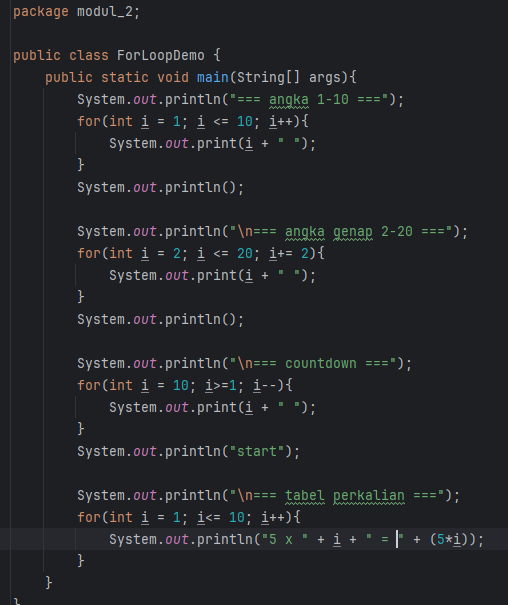 package modul_2;
public class ForLoopDemo {
public static void main(String[] args){
System.out.println("=== angka 1-10 ===");
for(int i = 1; i <= 10; i++){
System.out.print(i + " ");
}
System.out.println();
System.out.println("\n=== angka genap 2-20 ===");
for(int i = 2; i <= 20; i+= 2){
System.out.print(i + " ");
}
System.out.println();
System.out.println("\n=== countdown ===");
for(int i = 10; i>=1; i--){
System.out.print(i + " ");
}
System.out.println("start");
System.out.println("\n=== tabel perkalian ===");
for(int i = 1; i<= 10; i++){
System.out.println("5 x " + i + " = " + (5*i));
}
}
}